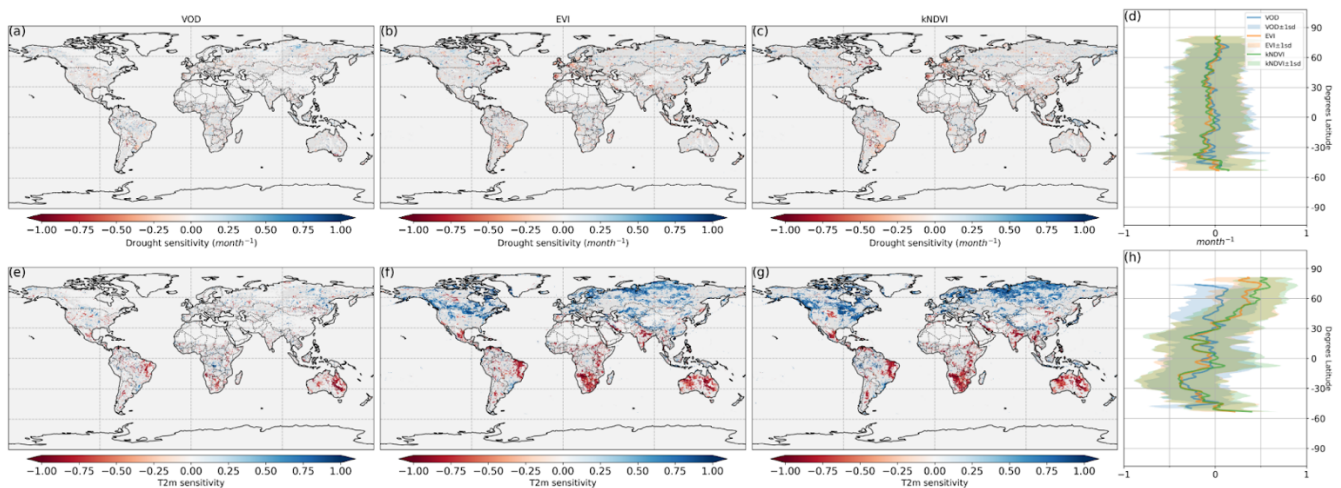 VOD
EVI
kNDVI
(a)
(b)
(c)
(d)
VOD
VOD±1sd
EVI
EVI±1sd
kNDVI
kNDVI±1sd
90
60
30
0
-30
-60
-90
Degrees Latitude
-1 0 1
month⁻¹
−1.00 −0.75 −0.50 −0.25 0.00 0.25 0.50 0.75 1.00
Drought sensitivity (month⁻¹)
−1.00 −0.75 −0.50 −0.25 0.00 0.25 0.50 0.75 1.00
Drought sensitivity (month⁻¹)
−1.00 −0.75 −0.50 −0.25 0.00 0.25 0.50 0.75 1.00
Drought sensitivity (month⁻¹)
(e)
(f)
(g)
(h)
90
60
30
0
-30
-60
-90
Degrees Latitude
-1 0 1
−1.00 −0.75 −0.50 −0.25 0.00 0.25 0.50 0.75 1.00
T2m sensitivity
−1.00 −0.75 −0.50 −0.25 0.00 0.25 0.50 0.75 1.00
T2m sensitivity
−1.00 −0.75 −0.50 −0.25 0.00 0.25 0.50 0.75 1.00
T2m sensitivity